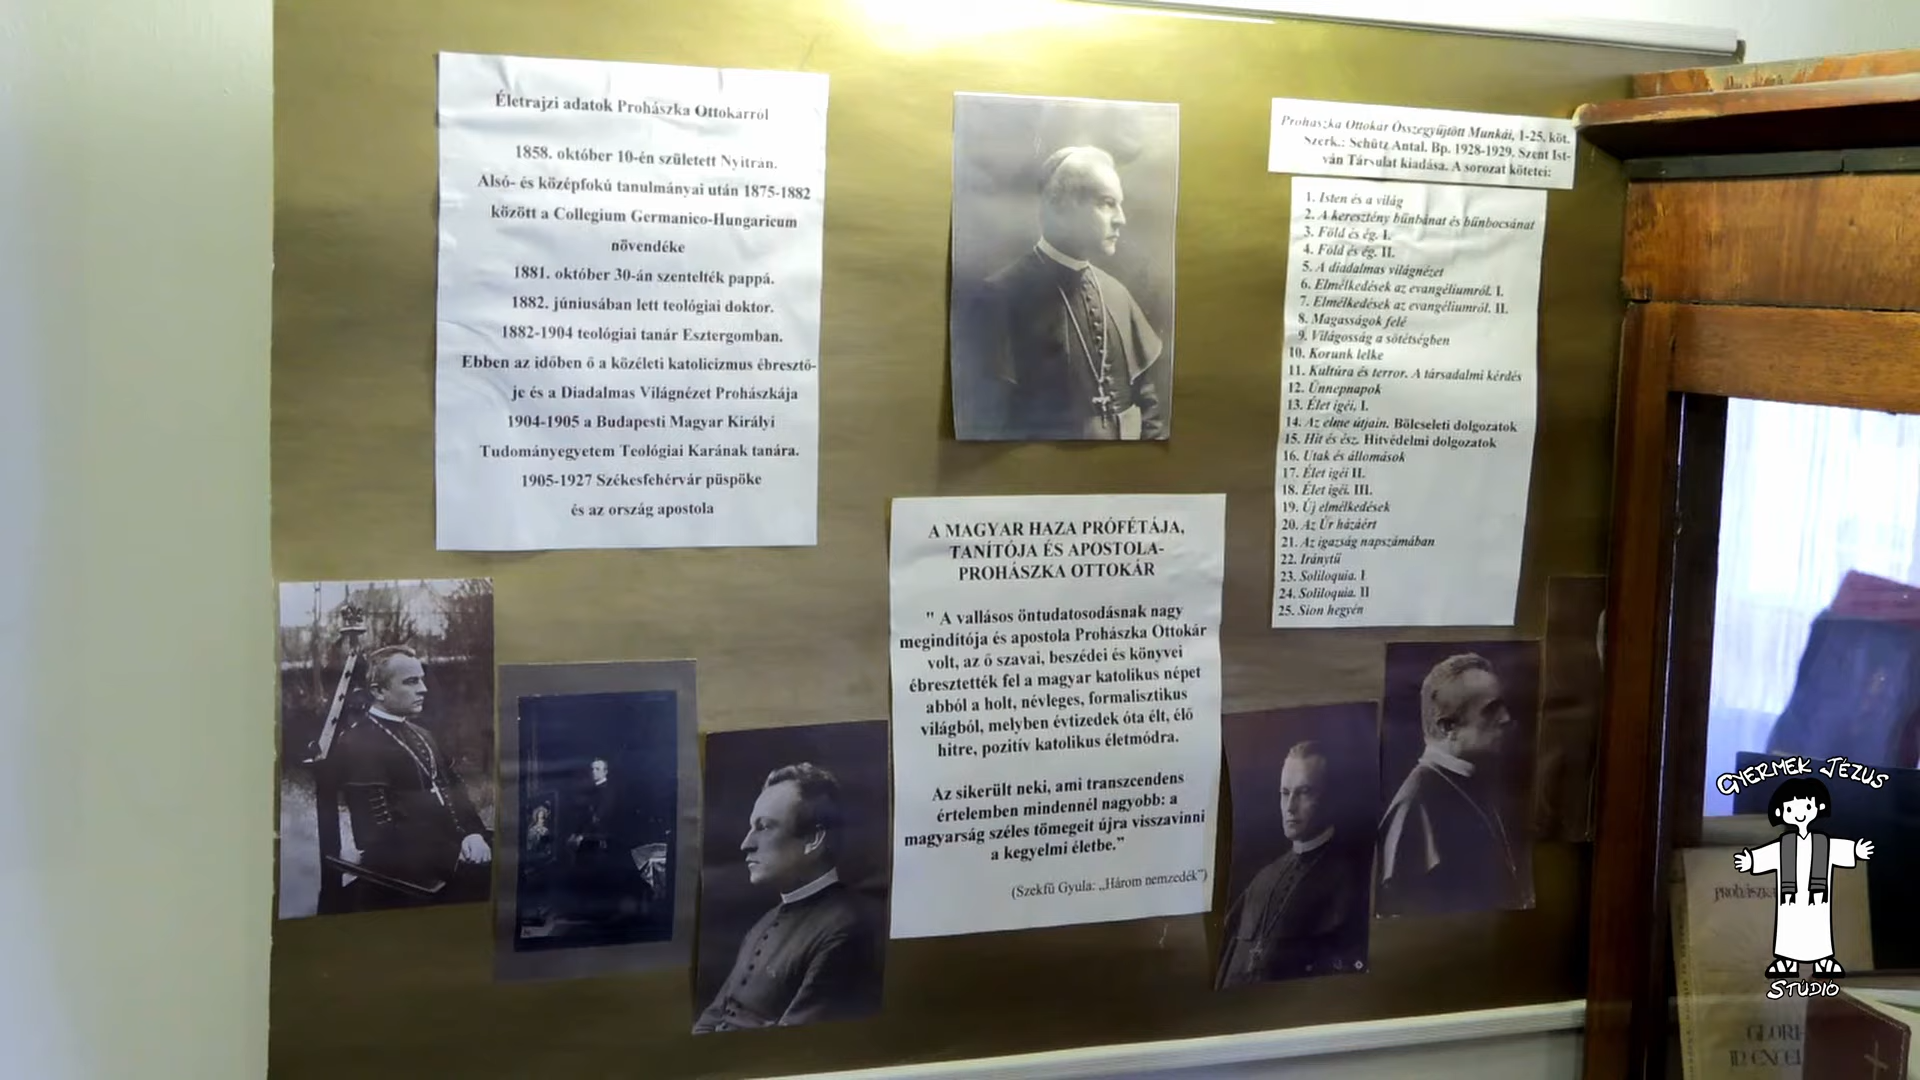 Életrajzi adatok Prohászka Ottokárról
1858. október 10-én született Nyitrán.
Alsó- és középfokú tanulmányai után 1875-1882
között a Collegium Germanico-Hungaricum
növendéke
1881. október 30-án szentelték pappá.
1882. júniusában lett teológiai doktor.
1882-1904 teológiai tanár Esztergomban.
Ebben az időben ő a közéleti katolicizmus ébresztő-
je és a Diadalmas Világnézet Prohászkája
1904-1905 a Budapesti Magyar Királyi
Tudományegyetem Teológiai Karának tanára.
1905-1927 Székesfehérvár püspöke
és az ország apostola
A MAGYAR HAZA PRÓFÉTÁJA,
TANÍTÓJA ÉS APOSTOLA-
PROHÁSZKA OTTOKÁR
" A vallásos öntudatosodásnak nagy
megindítója és apostola Prohászka Ottokár
volt, az ő szavai, beszédei és könyvei
ébresztették fel a magyar katolikus népet
abból a holt, névleges, formalisztikus
világból, melyben évtizedek óta élt, élő
hitre, pozitív katolikus életmódra.
Az sikerült neki, ami transzcendens
értelemben mindennél nagyobb: a
magyarság széles tömegeit újra visszavinni
a kegyelmi életbe."
(Szekfű Gyula: „Három nemzedék")
Prohászka Ottokár Összegyűjtött Munkái, 1-25. köt.
Szerk.: Schütz Antal. Bp. 1928-1929. Szent Ist-
ván Társulat kiadása. A sorozat kötetei:
1. Isten és a világ
2. A keresztény bűnbánat és bűnbocsánat
3. Föld és ég. I.
4. Föld és ég. II.
5. A diadalmas világnézet
6. Elmélkedések az evangéliumról. I.
7. Elmélkedések az evangéliumról. II.
8. Magasságok felé
9. Világosság a sötétségben
10. Korunk lelke
11. Kultúra és terror. A társadalmi kérdés
12. Ünnepnapok
13. Élet igéi. I.
14. Az elme útjain. Bölcseleti dolgozatok
15. Hit és ész. Hitvédelmi dolgozatok
16. Utak és állomások
17. Élet igéi II.
18. Élet igéi. III.
19. Új elmélkedések
20. Az Úr házáért
21. Az igazság napszámában
22. Iránytű
23. Soliloquia. I
24. Soliloquia. II
25. Sion hegyén
GYERMEK JÉZUS
STÚDIÓ